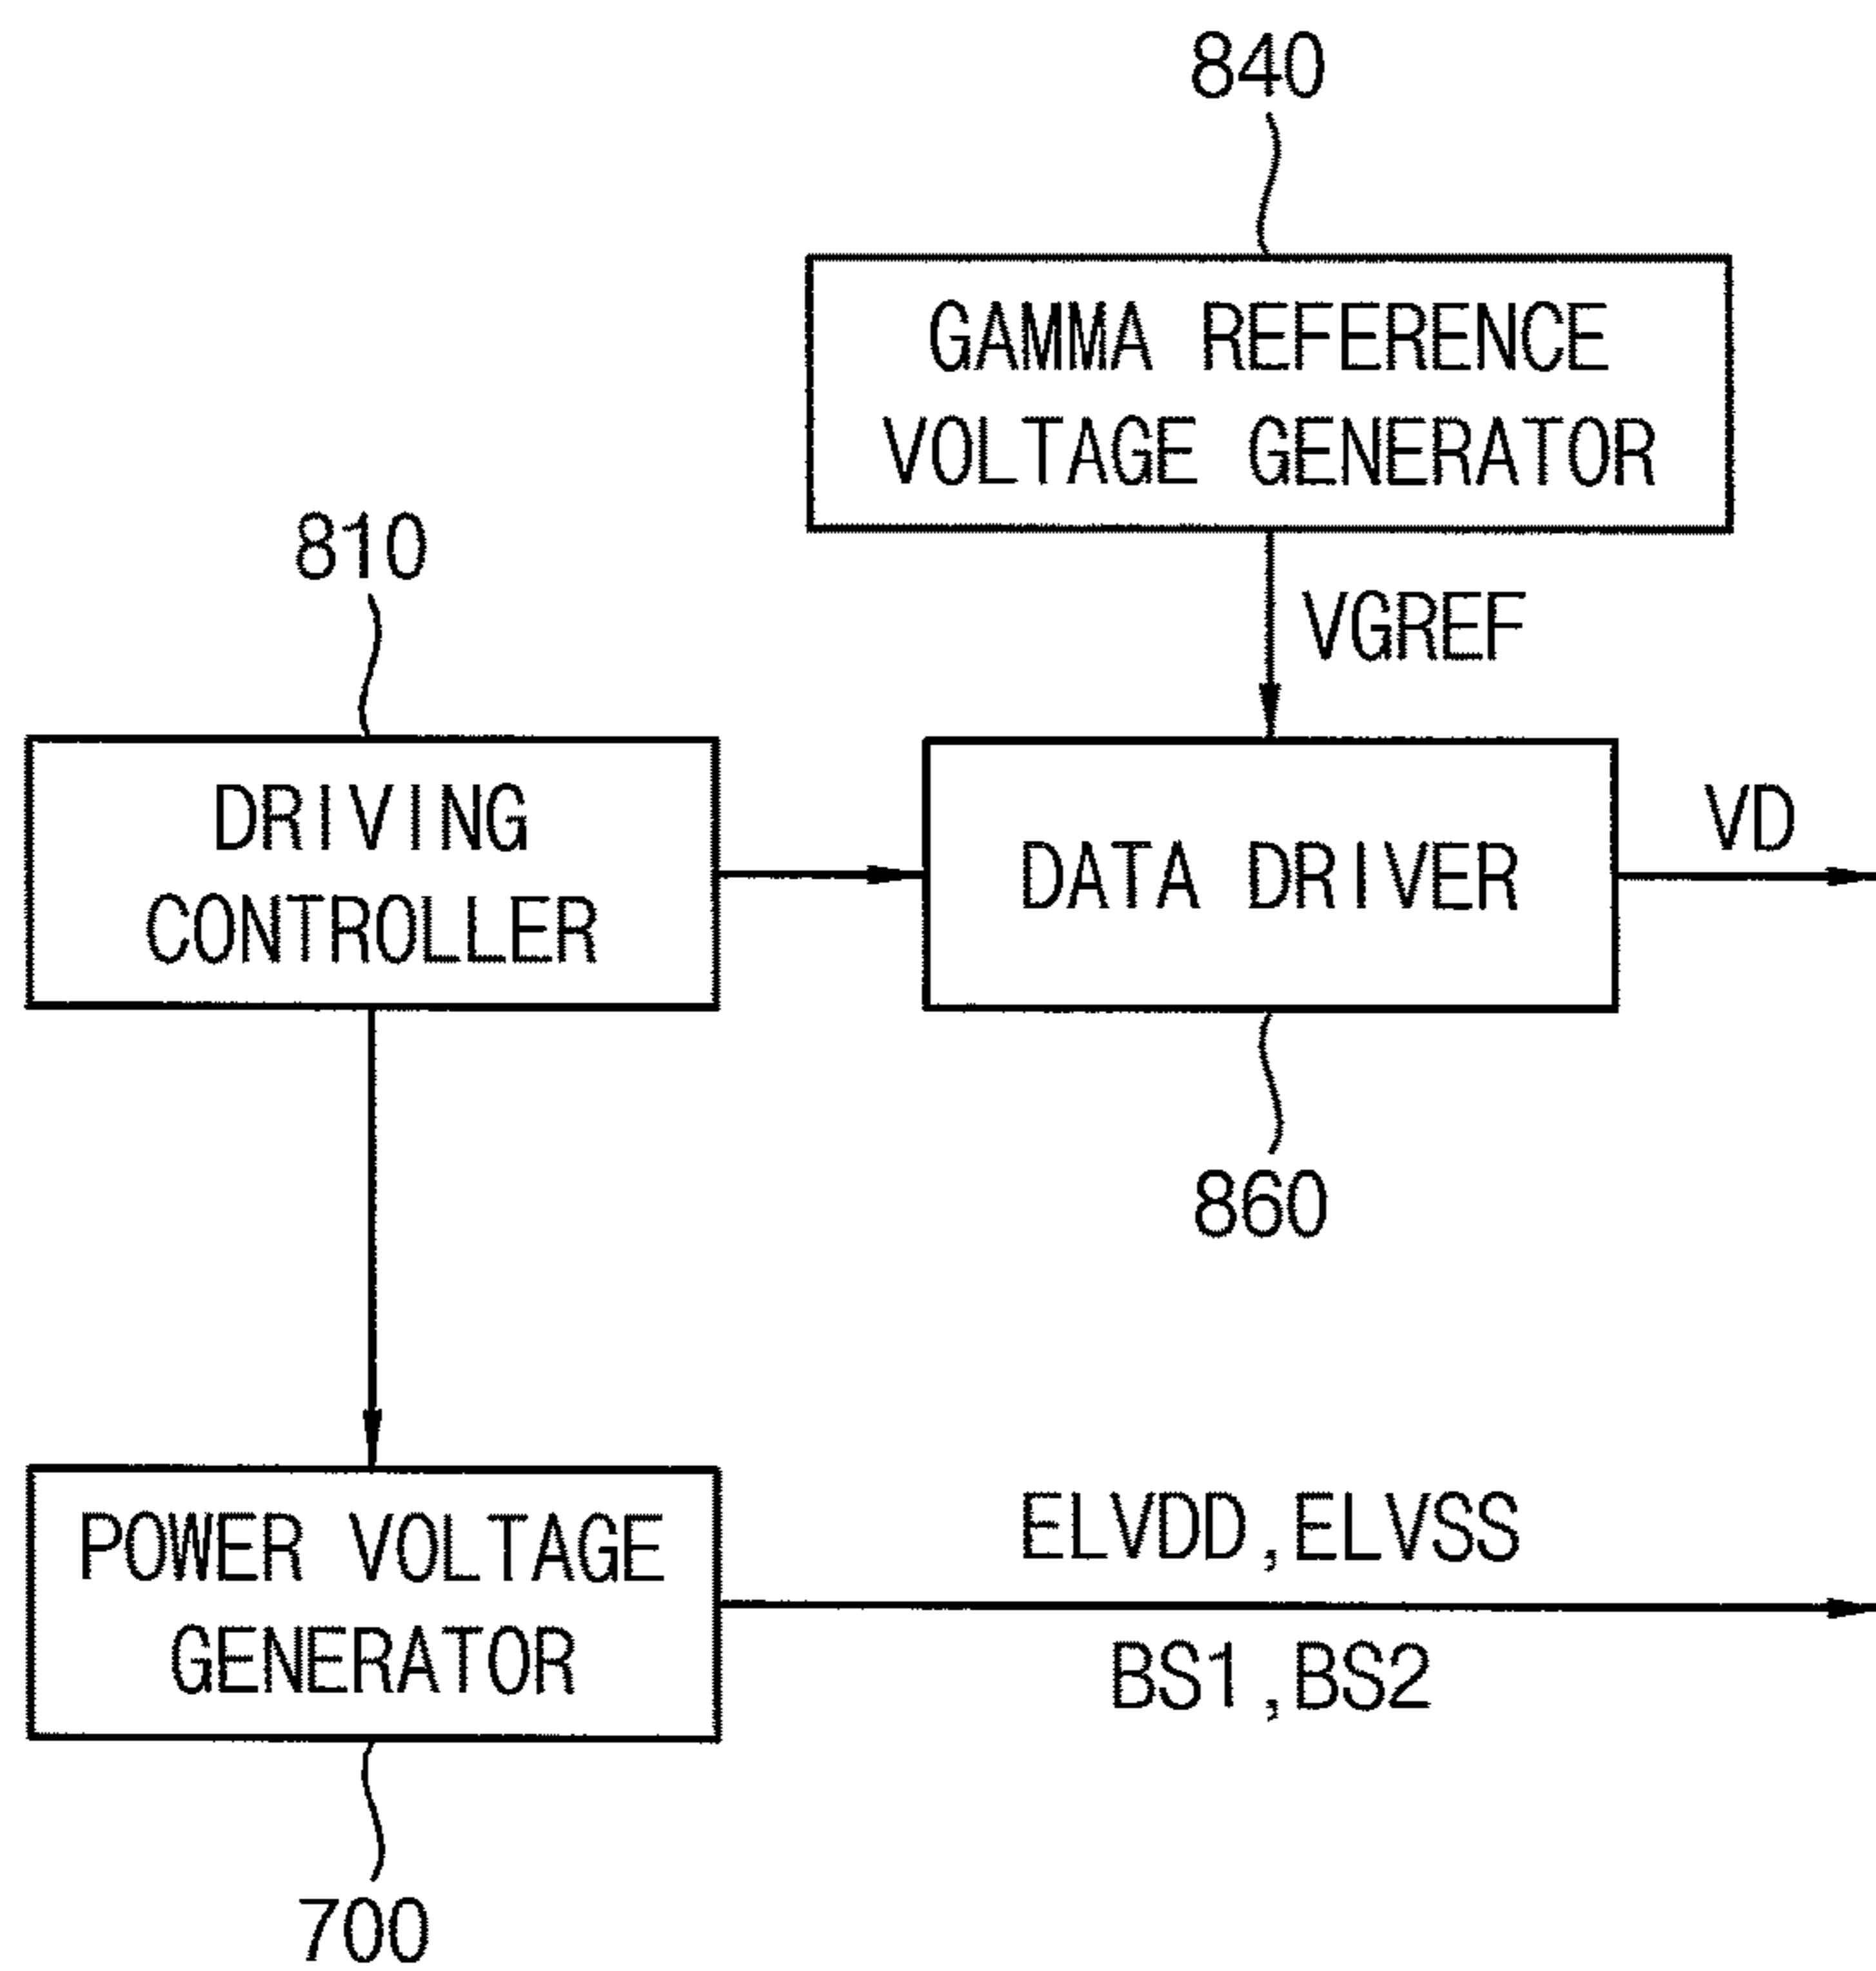 840
GAMMA REFERENCE
VOLTAGE GENERATOR
810
VGREF
DRIVING
CONTROLLER
DATA DRIVER
VD
860
POWER VOLTAGE
GENERATOR
ELVDD,ELVSS
BS1,BS2
700